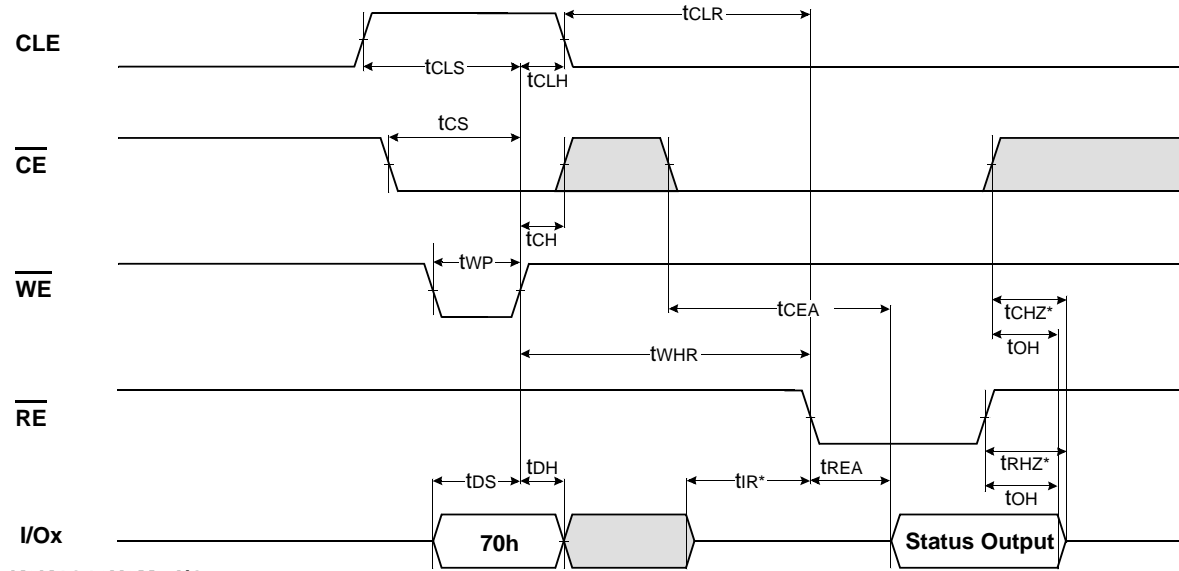 CLE
tCLR
tCLS
tCLH
CE
tCS
tCH
WE
tWP
tCEA
tCHZ*
tOH
tWHR
RE
tRHZ*
tOH
tDS
tDH
tIR*
tREA
I/Ox
70h
Status Output